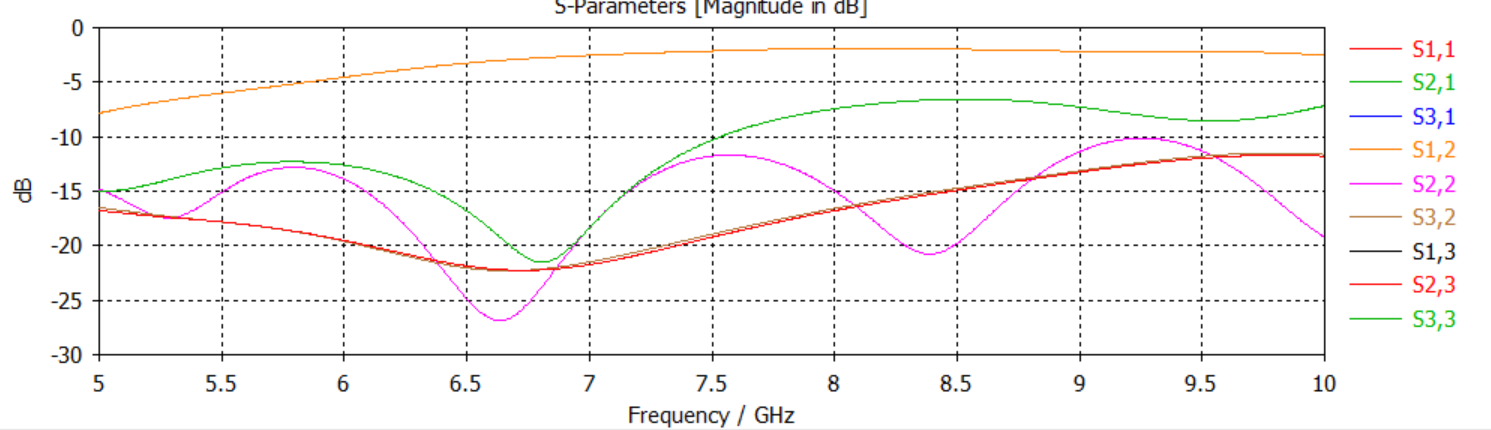 S-Parameters [Magnitude in dB]
0
-5
-10
-15
-20
-25
-30
dB
5
5.5
6
6.5
7
7.5
8
8.5
9
9.5
10
Frequency / GHz
S1,1
S2,1
S3,1
S1,2
S2,2
S3,2
S1,3
S2,3
S3,3